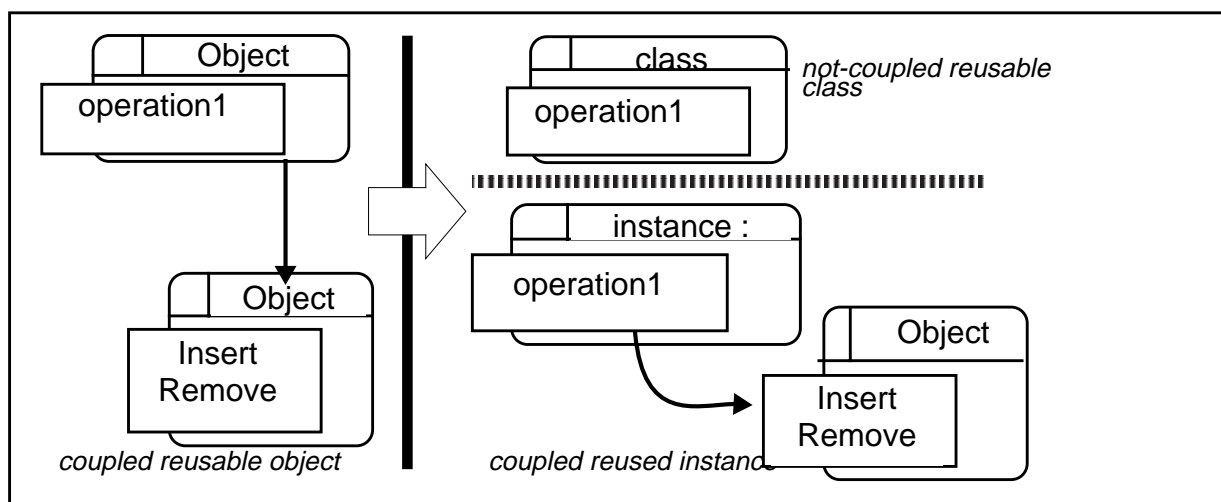 Object
operation1
Object
Insert
Remove
coupled reusable object
class
not-coupled reusable
class
operation1
instance :
operation1
Object
Insert
Remove
coupled reused instance